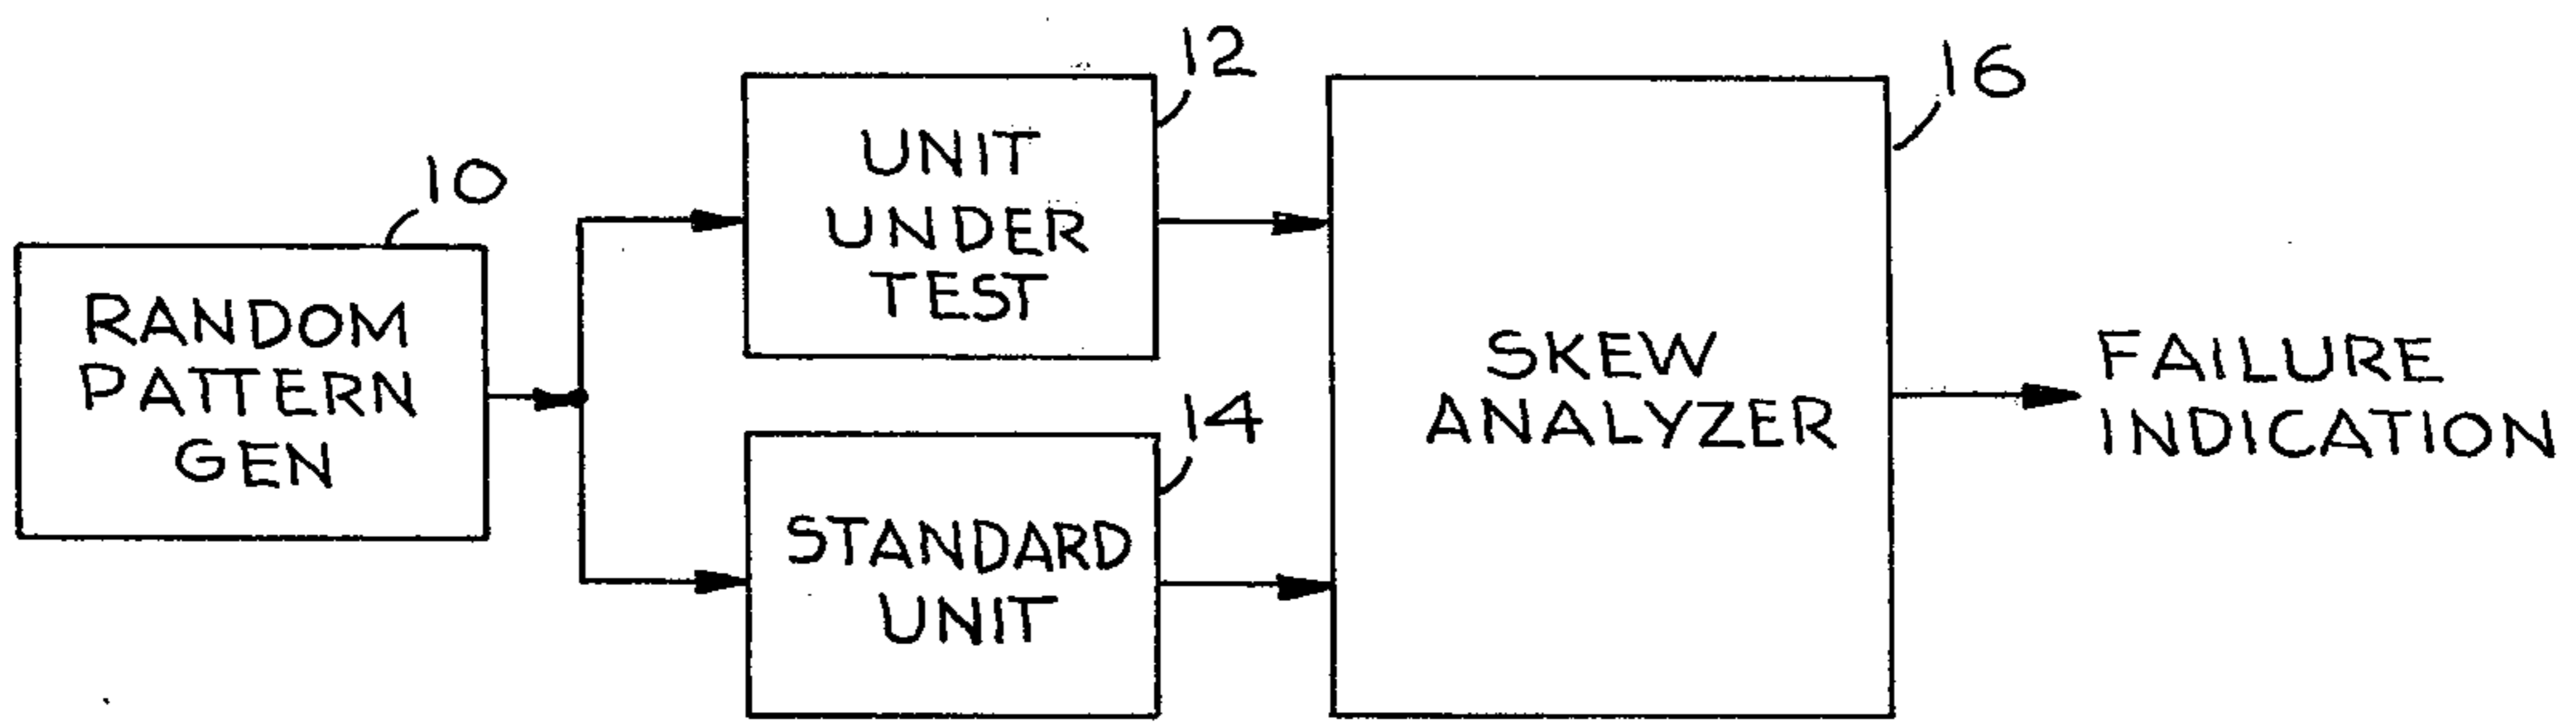 10
RANDOM
PATTERN
GEN
12
UNIT
UNDER
TEST
14
STANDARD
UNIT
16
SKEW
ANALYZER
FAILURE
INDICATION